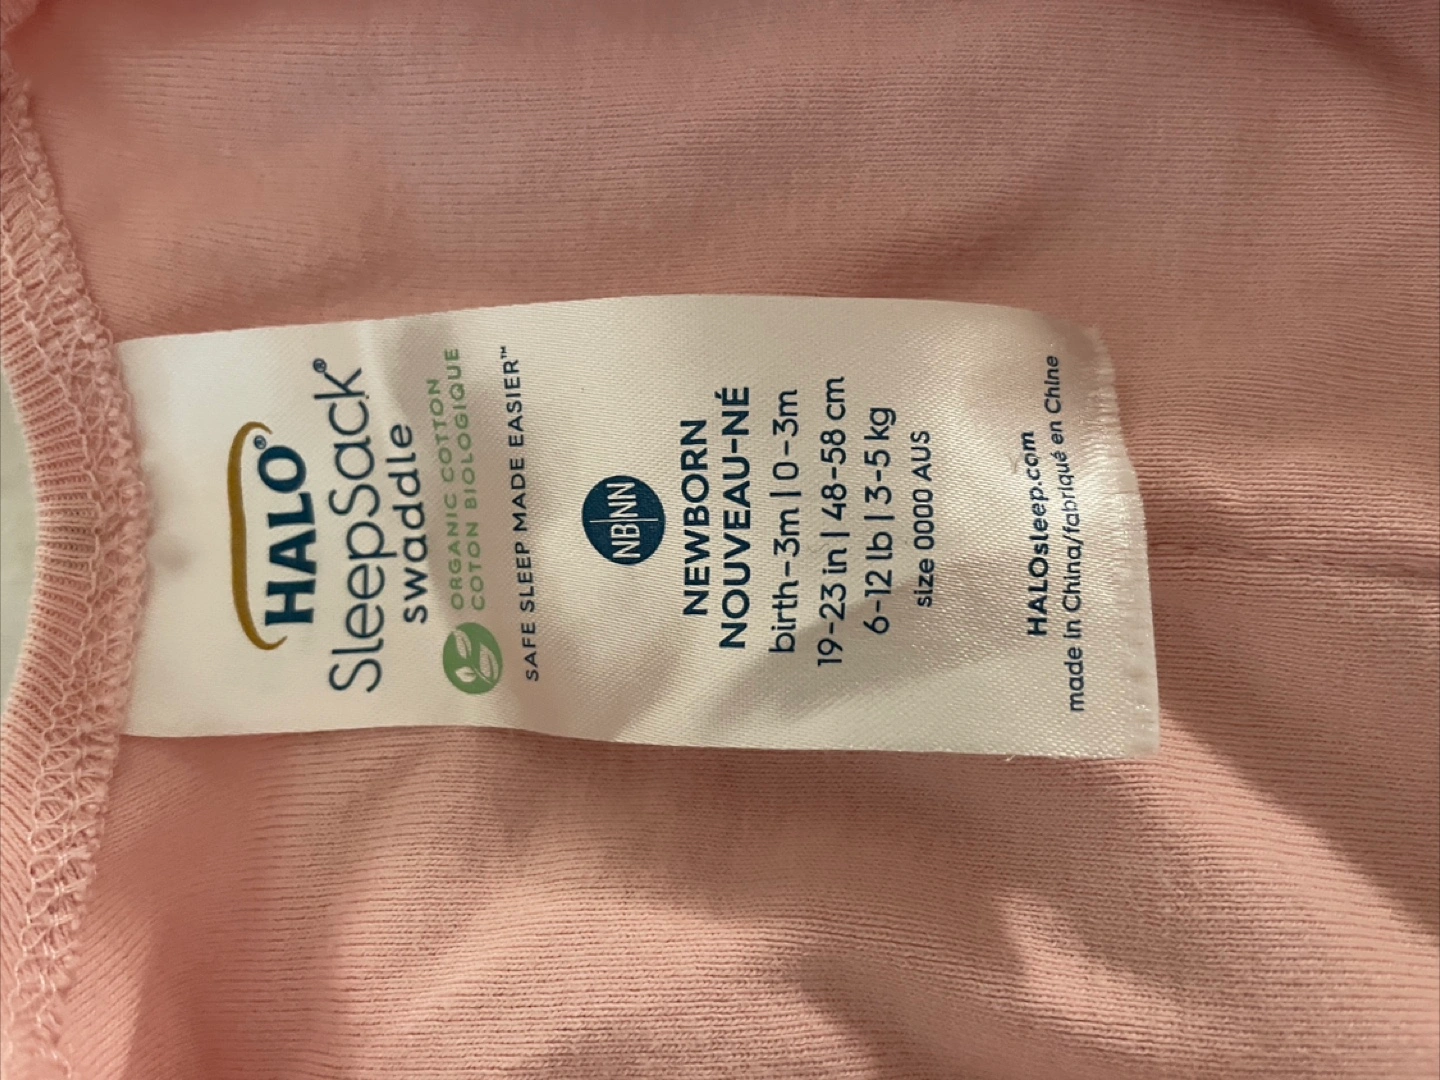 HALO®
SleepSack®
swaddle
ORGANIC COTTON
COTON BIOLOGIQUE
SAFE SLEEP MADE EASIER™
NB|NN
NEWBORN
NOUVEAU-NÉ
birth-3m | 0-3m
19-23 in | 48-58 cm
6-12 lb | 3-5 kg
size 0000 AUS
HALOsleep.com
made in China/fabriqué en Chine